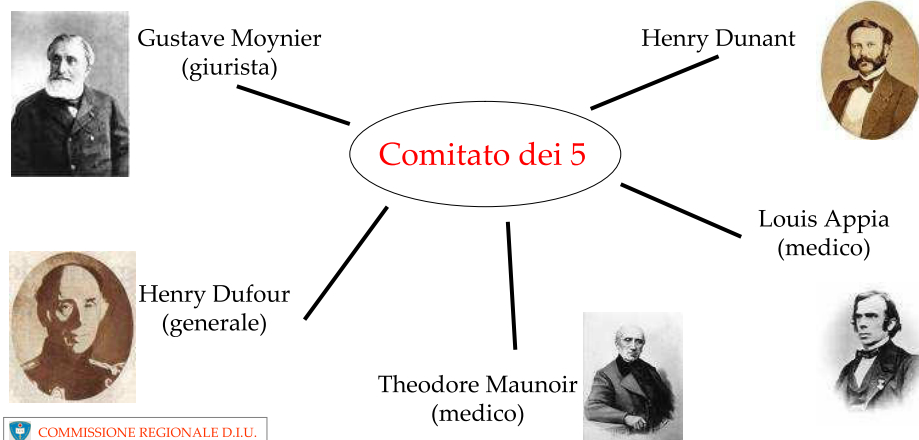 Gustave Moynier
(giurista)
Henry Dunant
Comitato dei 5
Louis Appia
(medico)
Henry Dufour
(generale)
Theodore Maunoir
(medico)
COMMISSIONE REGIONALE D.I.U.